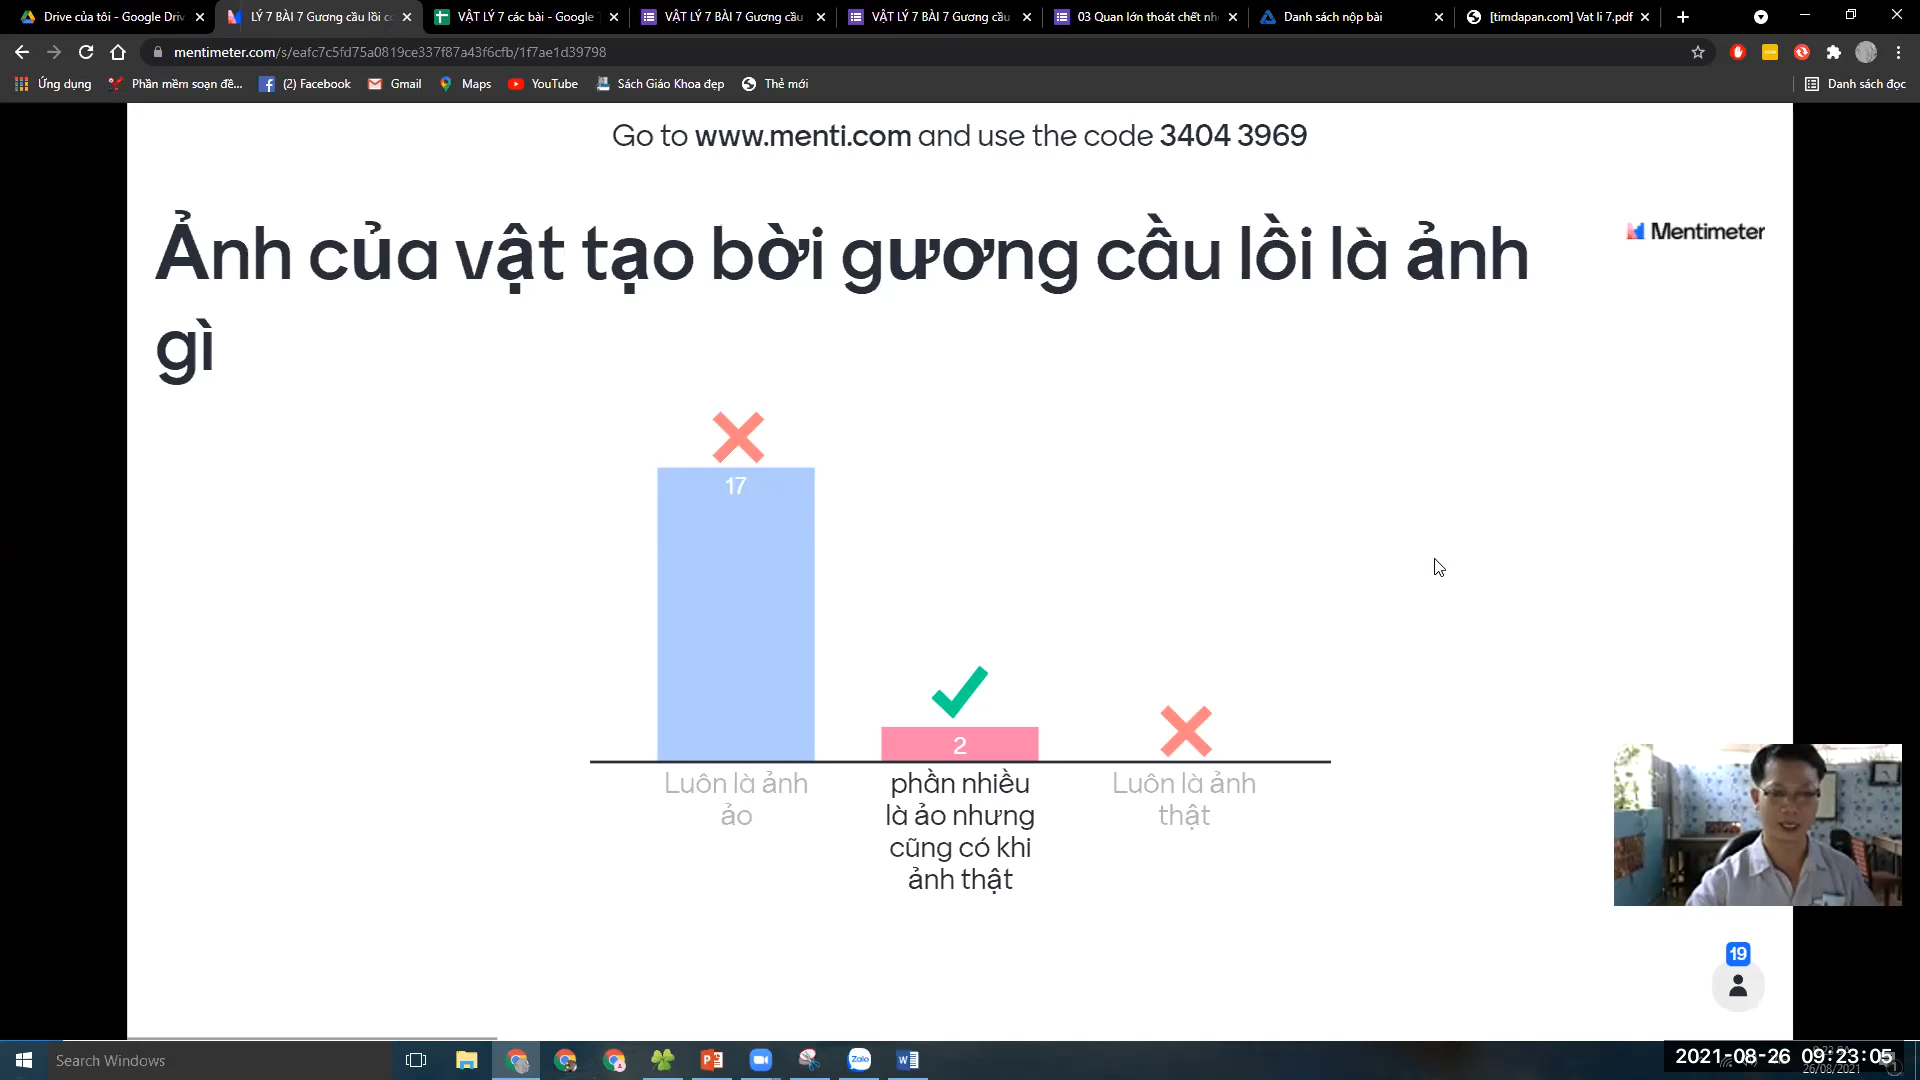 Drive của tôi - Google Driv
LÝ 7 BÀI 7 Gương cầu lồi c
VẬT LÝ 7 các bài - Google
VẬT LÝ 7 BÀI 7 Gương cầu
VẬT LÝ 7 BÀI 7 Gương cầu
03 Quan lớn thoát chết nh
Danh sách nộp bài
[timdapan.com] Vat li 7.pdf
mentimeter.com/s/eafc7c5fd75a0819ce337f87a43f6cfb/1f7ae1d39798
Ứng dụng
Phần mềm soạn đề...
(2) Facebook
Gmail
Maps
YouTube
Sách Giáo Khoa đẹp
Thẻ mới
Danh sách đọc
Go to www.menti.com and use the code 3404 3969
Ảnh của vật tạo bời gương cầu lồi là ảnh
gì
Mentimeter
17
2
Luôn là ảnh
ảo
phần nhiều
là ảo nhưng
cũng có khi
ảnh thật
Luôn là ảnh
thật
19
Search Windows
Zalo
2021-08-26 09:23:05
26/08/2021